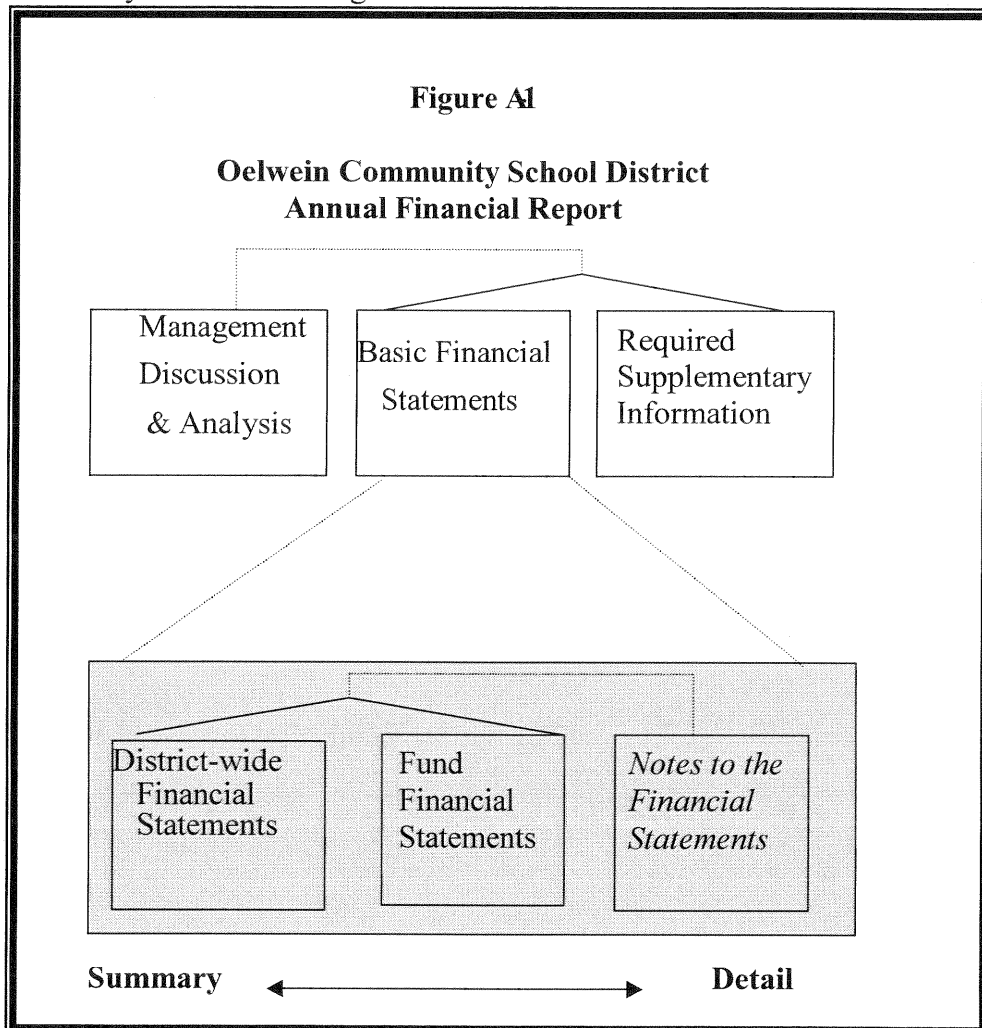 Figure A1
Oelwein Community School District
Annual Financial Report
Management
Discussion
& Analysis
Basic Financial
Statements
Required
Supplementary
Information
District-wide
Financial
Statements
Fund
Financial
Statements
Notes to the
Financial
Statements
Summary
Detail